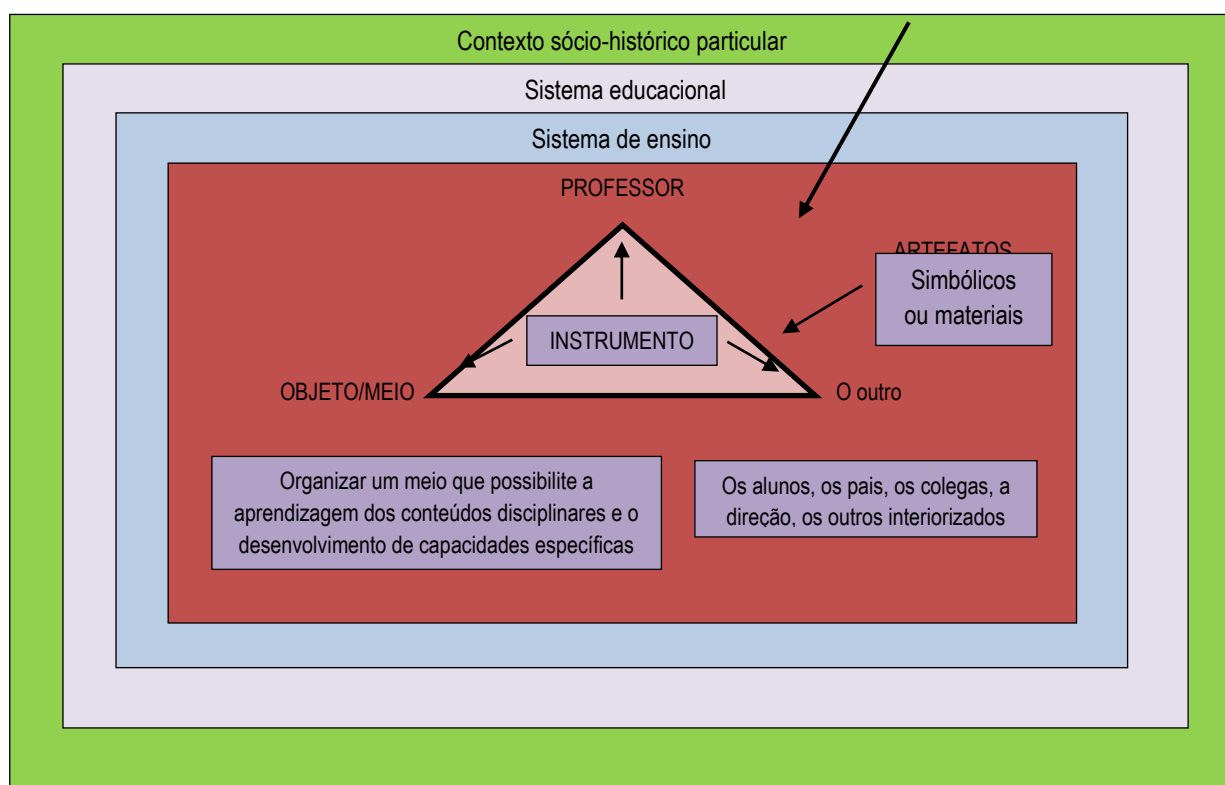 Contexto sócio-histórico particular
Sistema educacional
Sistema de ensino
PROFESSOR
ARTEFATOS
Simbólicos
ou materiais
INSTRUMENTO
OBJETO/MEIO
O outro
Organizar um meio que possibilite a
aprendizagem dos conteúdos disciplinares e o
desenvolvimento de capacidades específicas
Os alunos, os pais, os colegas, a
direção, os outros interiorizados